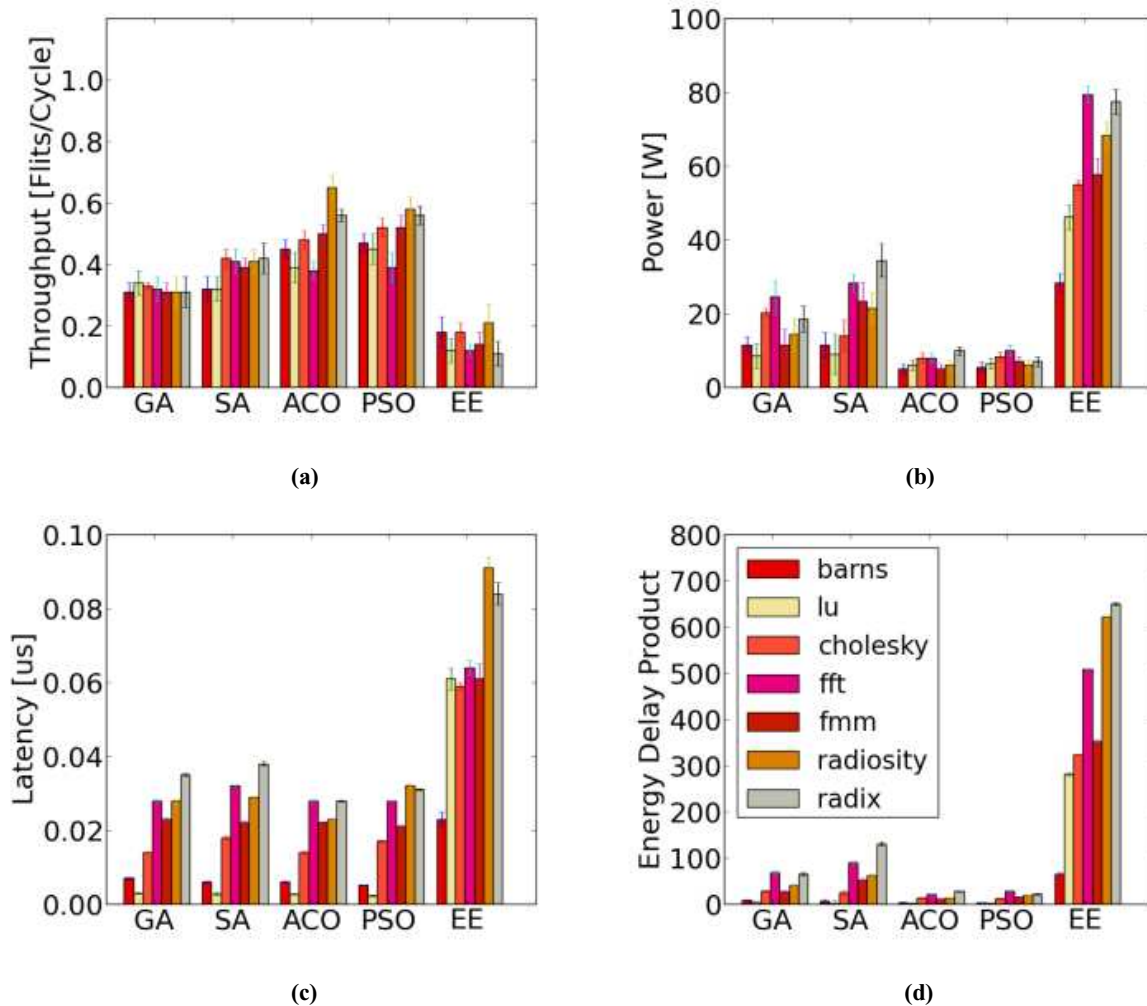 Throughput [Flits/Cycle]
1.0
0.8
0.6
0.4
0.2
0.0
GA SA ACO PSO EE
(a)
Power [W]
100
80
60
40
20
0
GA SA ACO PSO EE
(b)
Latency [us]
0.10
0.08
0.06
0.04
0.02
0.00
GA SA ACO PSO EE
(c)
Energy Delay Product
800
700
600
500
400
300
200
100
0
barns
lu
cholesky
fft
fmm
radiosity
radix
GA SA ACO PSO EE
(d)